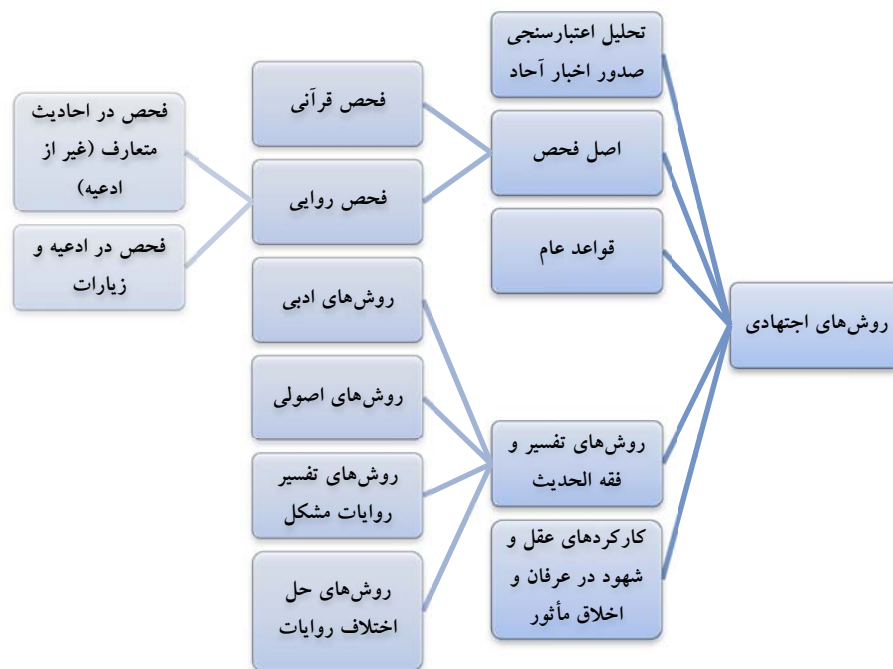 روش‌های اجتهادی
تحلیل اعتبارسنجی
صدور اخبار آحاد
اصل فحص
فحص قرآنی
فحص روایی
فحص در احادیث
متعارف (غیر از
ادعیه)
فحص در ادعیه و
زیارات
قواعد عام
روش‌های تفسیر و
فقه الحدیث
روش‌های ادبی
روش‌های اصولی
روش‌های تفسیر
روایات مشکل
روش‌های حل
اختلاف روایات
کارکردهای عقل و
شهود در عرفان و
اخلاق مأثور